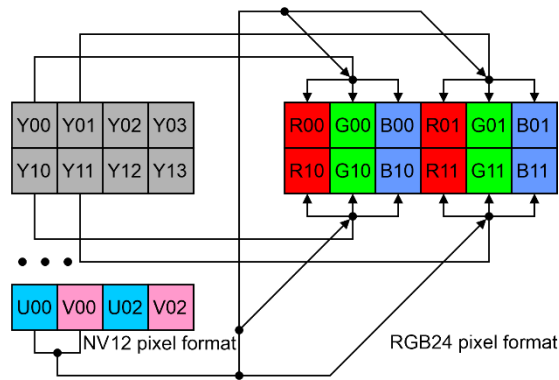 Y00 Y01 Y02 Y03 R00 G00 B00 R01 G01 B01
Y10 Y11 Y12 Y13 R10 G10 B10 R11 G11 B11
U00 V00 U02 V02
NV12 pixel format RGB24 pixel format